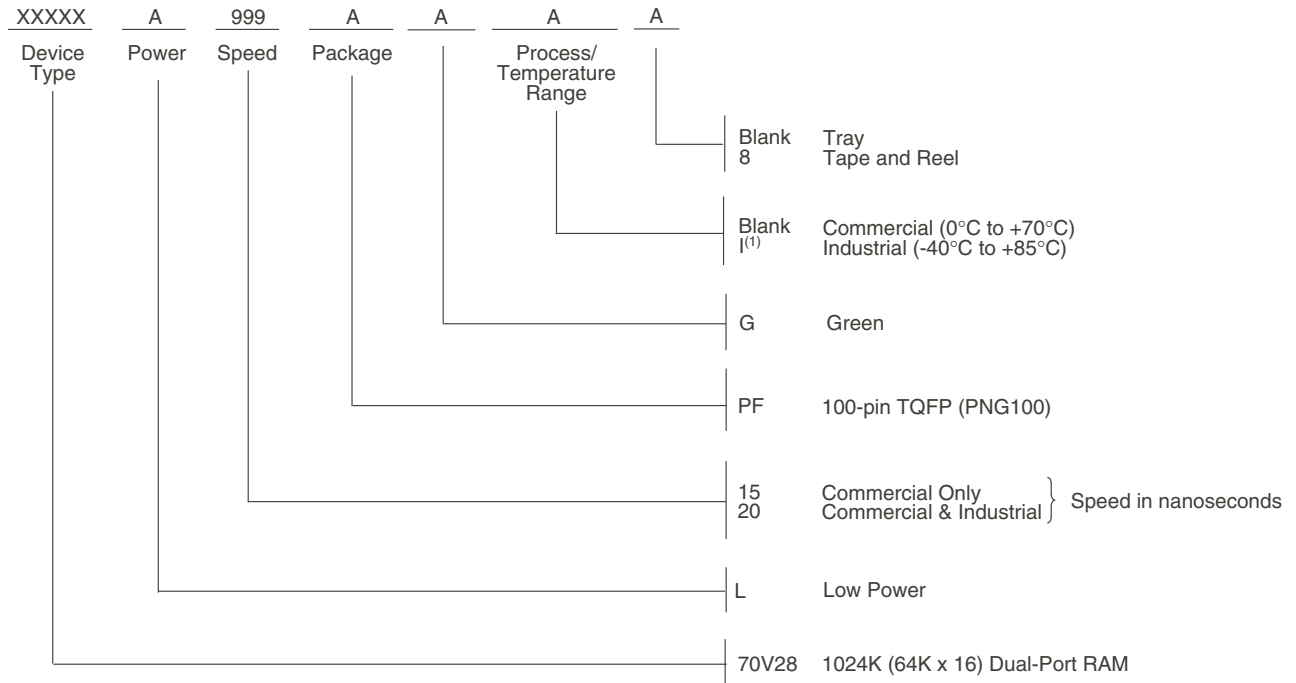 XXXXX A 999 A A A A
Device Type Power Speed Package Process/ Temperature Range
Blank Tray
8 Tape and Reel
Blank Commercial (0°C to +70°C)
I(1) Industrial (-40°C to +85°C)
G Green
PF 100-pin TQFP (PNG100)
15 Commercial Only
20 Commercial & Industrial
Speed in nanoseconds
L Low Power
70V28 1024K (64K x 16) Dual-Port RAM